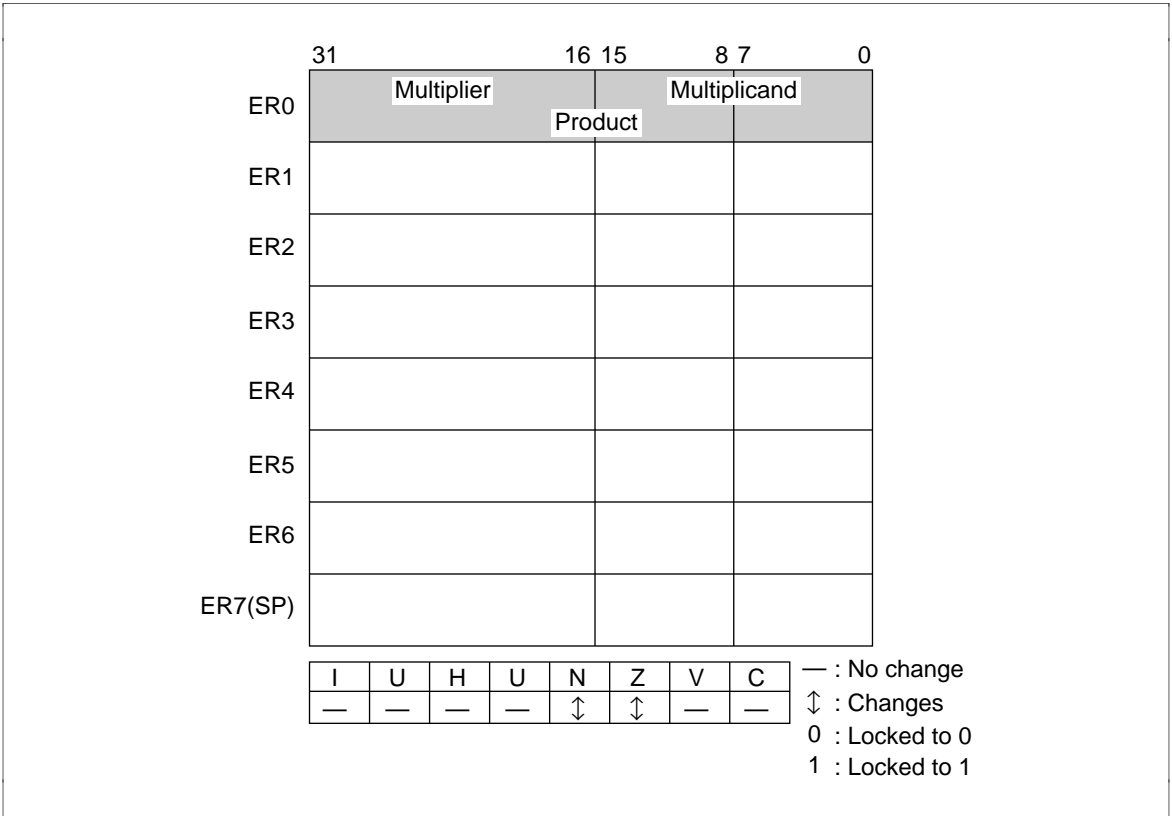 31 16 15 8 7 0
ER0 Multiplier Multiplicand
Product
ER1
ER2
ER3
ER4
ER5
ER6
ER7(SP)
I U H U N Z V C
— — — — ↕ ↕ — —
— : No change
↕ : Changes
0 : Locked to 0
1 : Locked to 1